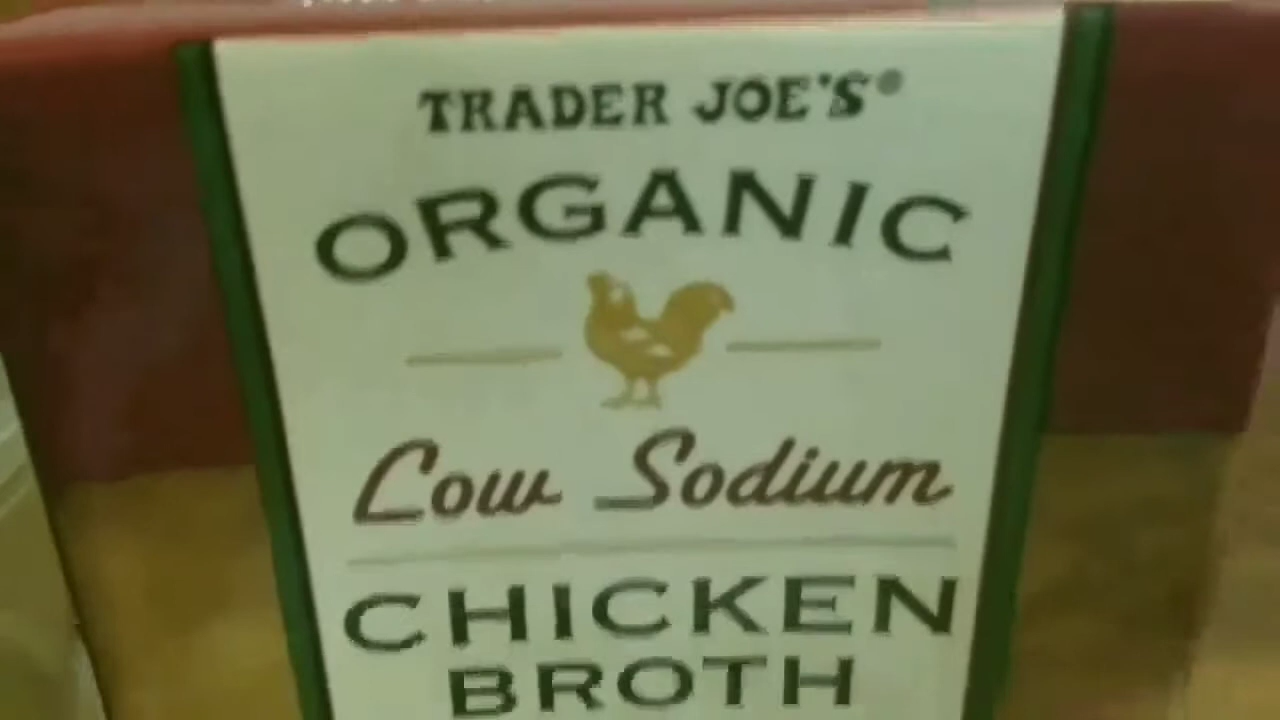 TRADER JOE'S®
ORGANIC
Low Sodium
CHICKEN
BROTH